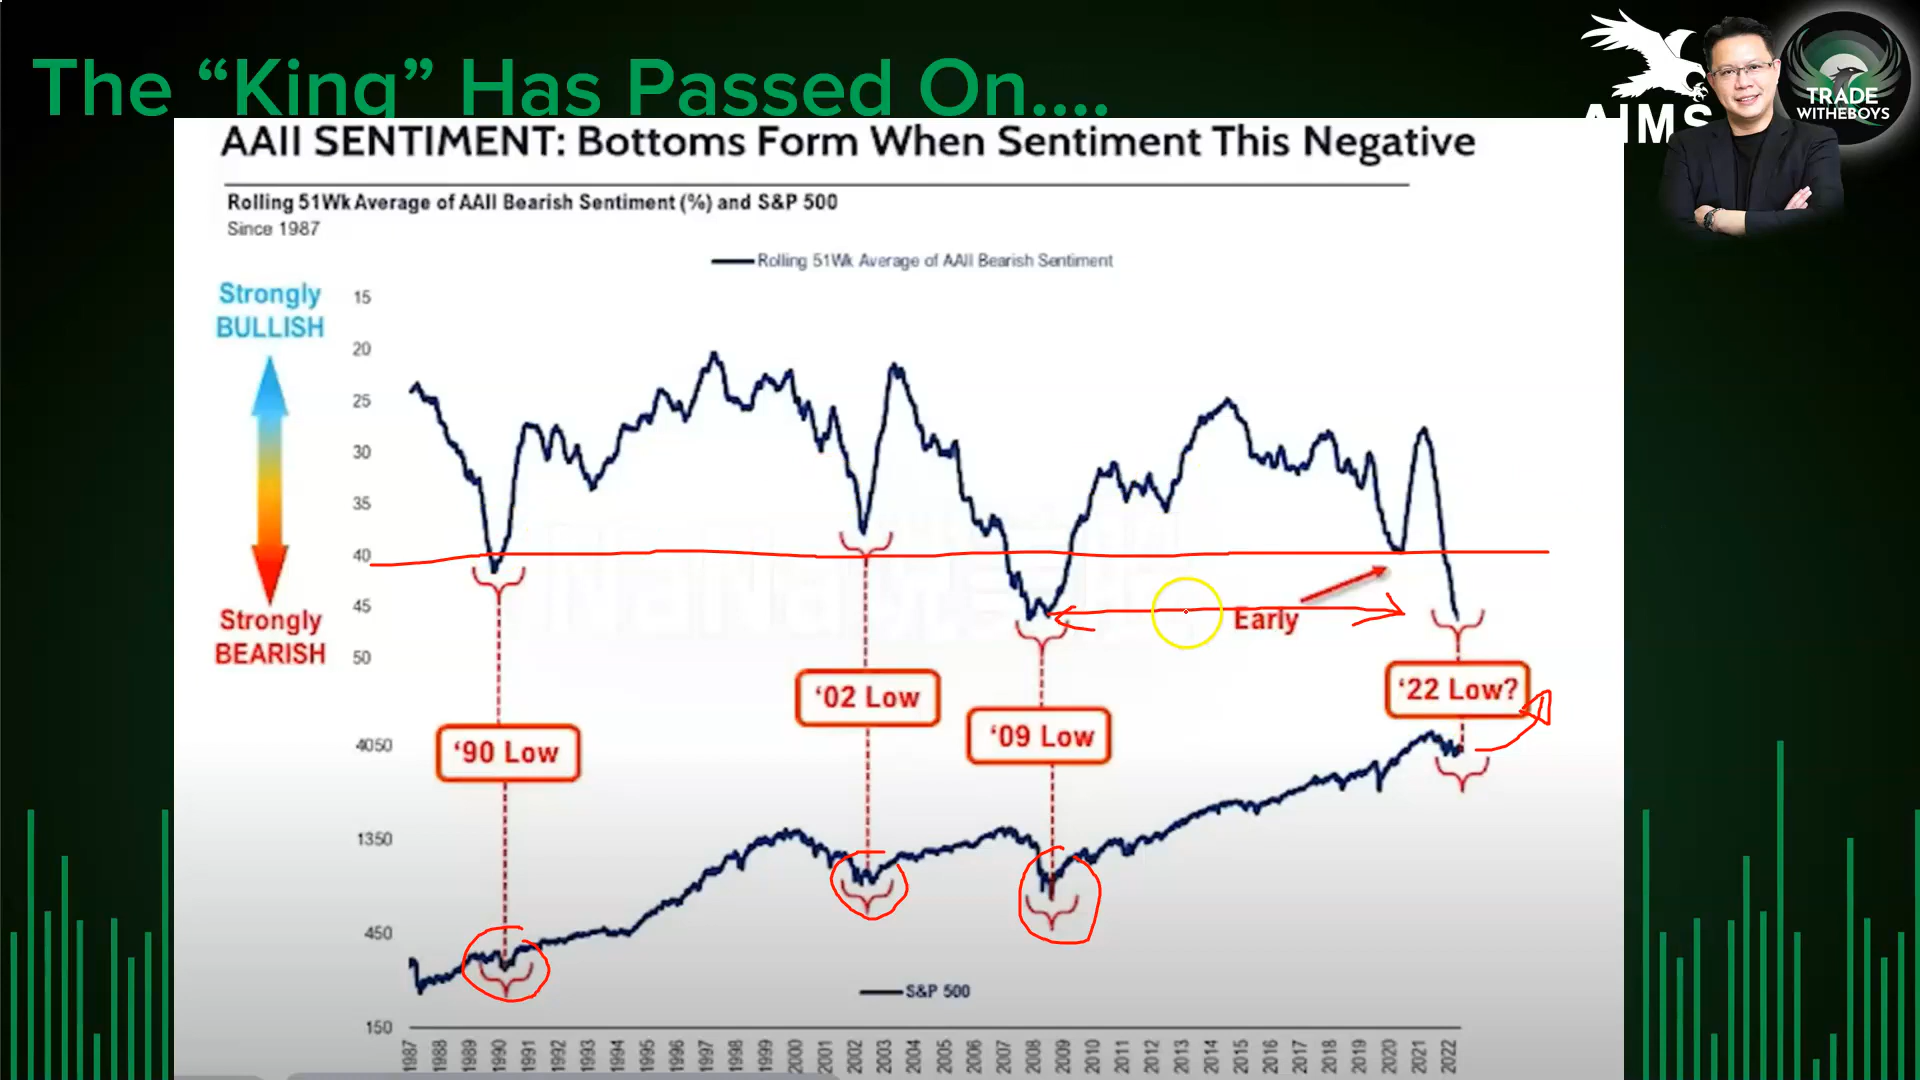 The “King” Has Passed On....
AIMS
TRADE
WITHEBOYS
AAII SENTIMENT: Bottoms Form When Sentiment This Negative
Rolling 51Wk Average of AAII Bearish Sentiment (%) and S&P 500
Since 1987
Rolling 51Wk Average of AAII Bearish Sentiment
Strongly
BULLISH
15
20
25
30
35
40
45
50
Strongly
BEARISH
Early
‘90 Low
‘02 Low
‘09 Low
‘22 Low?
4050
1350
450
150
S&P 500
1987
1988
1989
1990
1991
1992
1993
1994
1995
1996
1997
1998
1999
2000
2001
2002
2003
2004
2005
2006
2007
2008
2009
2010
2011
2012
2013
2014
2015
2016
2017
2018
2019
2020
2021
2022